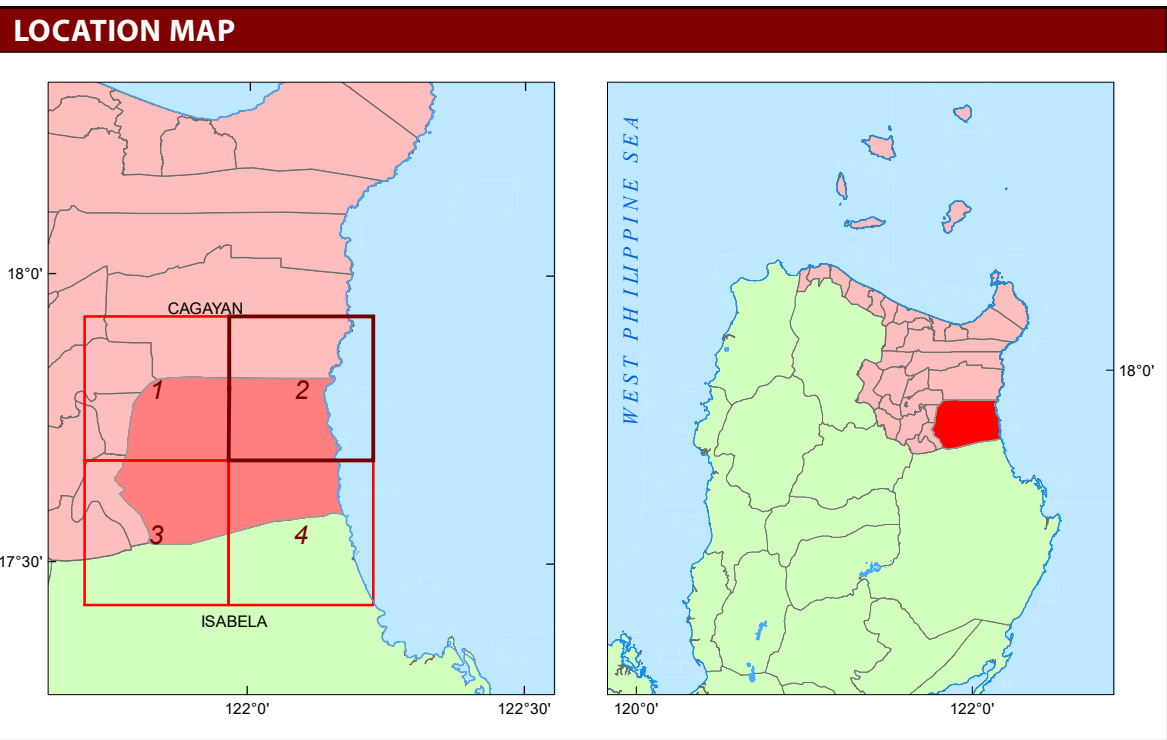 LOCATION MAP
18°0'
CAGAYAN
1
2
3
4
17°30'
ISABELA
122°0'
122°30'
WEST PHILIPPINE SEA
18°0'
120°0'
122°0'